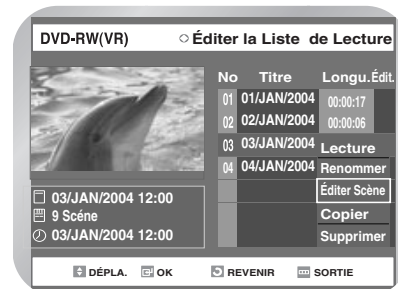 DVD-RW(VR) Éditer la Liste de Lecture
No Titre Longu. Édit.
01 01/JAN/2004 00:00:17
02 02/JAN/2004 00:00:06
03 03/JAN/2004 Lecture
04 04/JAN/2004 Renommer
Éditer Scène
Copier
Supprimer
03/JAN/2004 12:00
9 Scéne
03/JAN/2004 12:00
DÉPLA. OK REVENIR SORTIE